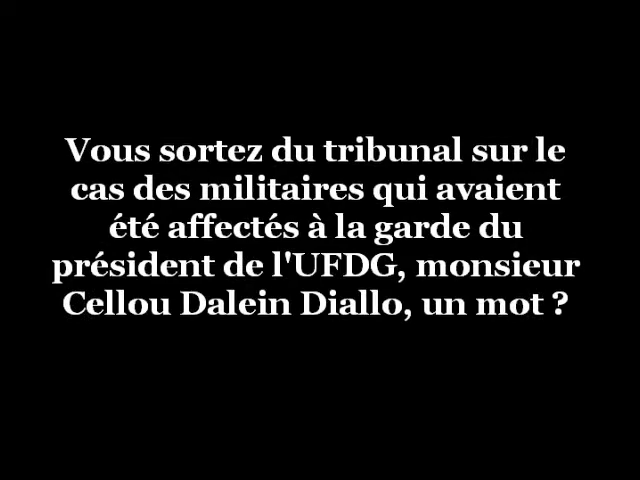 Vous sortez du tribunal sur le
cas des militaires qui avaient
été affectés à la garde du
président de l'UFDG, monsieur
Cellou Dalein Diallo, un mot ?